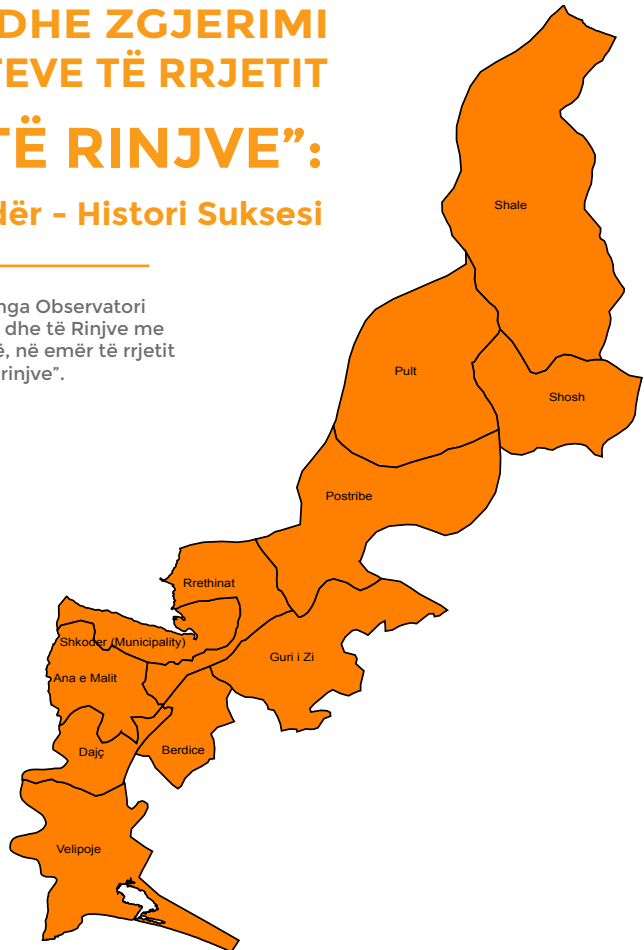 DHE ZGJERIMI
TEVE TË RRJETIT
TË RINJVE”:
dër - Histori Suksesi
nga Observatori
dhe të Rinjve me
ë, në emër të rrjetit
rinjve”.
Shale
Pult
Shosh
Postribe
Rrethinat
Shkoder (Municipality)
Guri i Zi
Ana e Malit
Dajç
Berdice
Velipoje